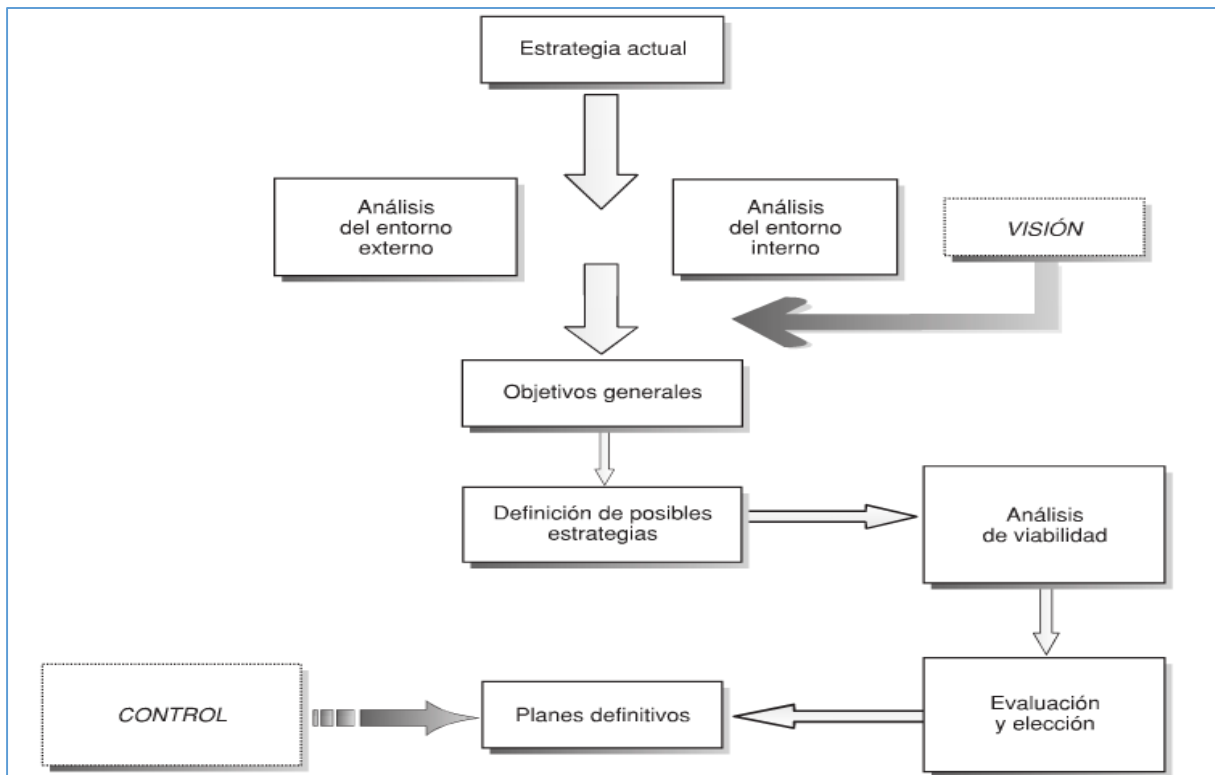 Estrategia actual
Análisis
del entorno
externo
Análisis
del entorno
interno
VISIÓN
Objetivos generales
Definición de posibles
estrategias
Análisis
de viabilidad
CONTROL
Planes definitivos
Evaluación
y elección